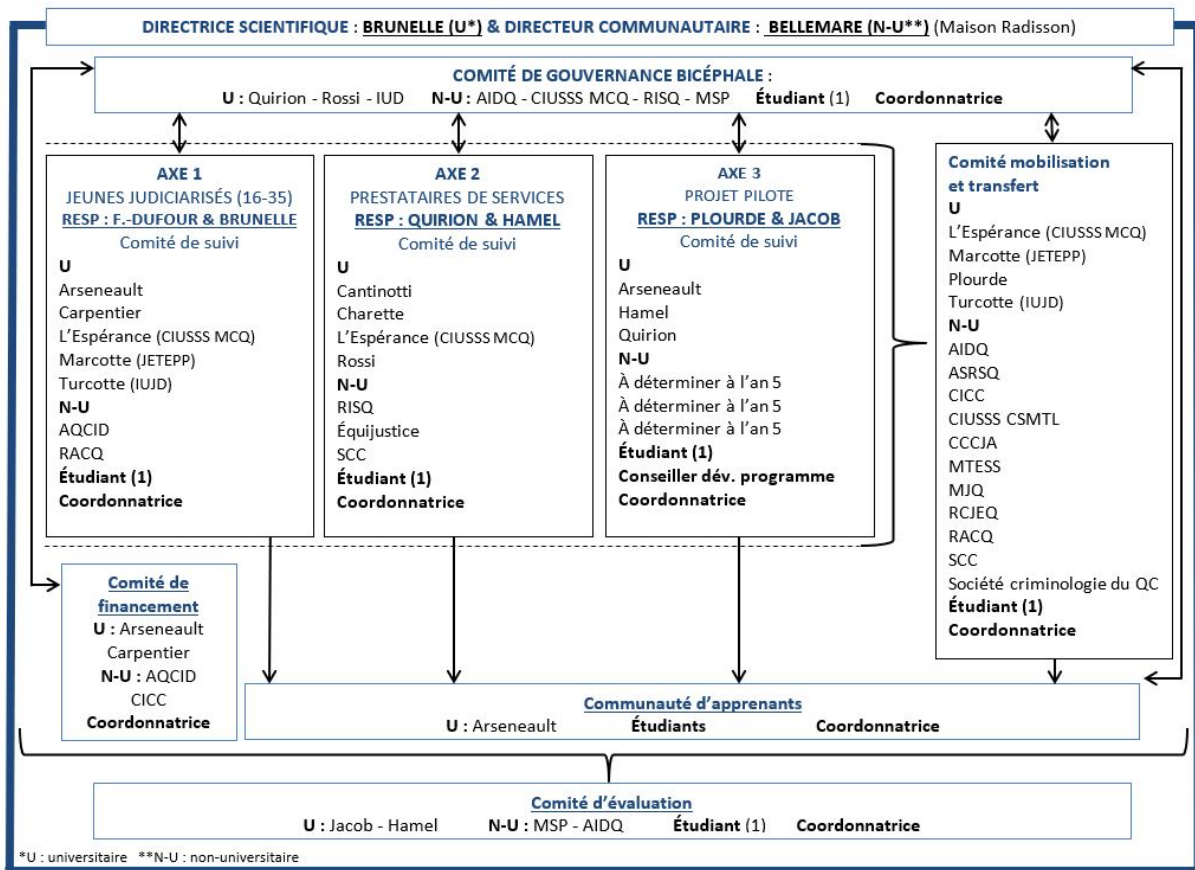 DIRECTRICE SCIENTIFIQUE : BRUNELLE (U*) & DIRECTEUR COMMUNAUTAIRE : BELLEMARE (N-U**) (Maison Radisson)
COMITÉ DE GOUVERNANCE BICÉPHALE :
U : Quirion - Rossi - IUD N-U : AIDQ - CIUSSS MCQ - RISQ - MSP Étudiant (1) Coordonnatrice
AXE 1
JEUNES JUDICIARISÉS (16-35)
RESP : F.-DUFOUR & BRUNELLE
Comité de suivi
U
Arseneault
Carpentier
L'Espérance (CIUSSS MCQ)
Marcotte (JETEPP)
Turcotte (IUJD)
N-U
AQCID
RACQ
Étudiant (1)
Coordonnatrice
AXE 2
PRESTATAIRES DE SERVICES
RESP : QUIRION & HAMEL
Comité de suivi
U
Cantinotti
Charette
L'Espérance (CIUSSS MCQ)
Rossi
N-U
RISQ
Équijustice
SCC
Étudiant (1)
Coordonnatrice
AXE 3
PROJET PILOTE
RESP : PLOURDE & JACOB
Comité de suivi
U
Arseneault
Hamel
Quirion
N-U
À déterminer à l'an 5
À déterminer à l'an 5
À déterminer à l'an 5
Étudiant (1)
Conseiller dév. programme
Coordonnatrice
Comité mobilisation
et transfert
U
L'Espérance (CIUSSS MCQ)
Marcotte (JETEPP)
Plourde
Turcotte (IUJD)
N-U
AIDQ
ASRSQ
CICC
CIUSSS CSMTL
CCCJA
MTESS
MJQ
RCJEQ
RACQ
SCC
Société criminologie du QC
Étudiant (1)
Coordonnatrice
Comité de
financement
U : Arseneault
Carpentier
N-U : AQCID
CICC
Coordonnatrice
Communauté d'apprenants
U : Arseneault Étudiants Coordonnatrice
Comité d'évaluation
U : Jacob - Hamel N-U : MSP - AIDQ Étudiant (1) Coordonnatrice
*U : universitaire **N-U : non-universitaire